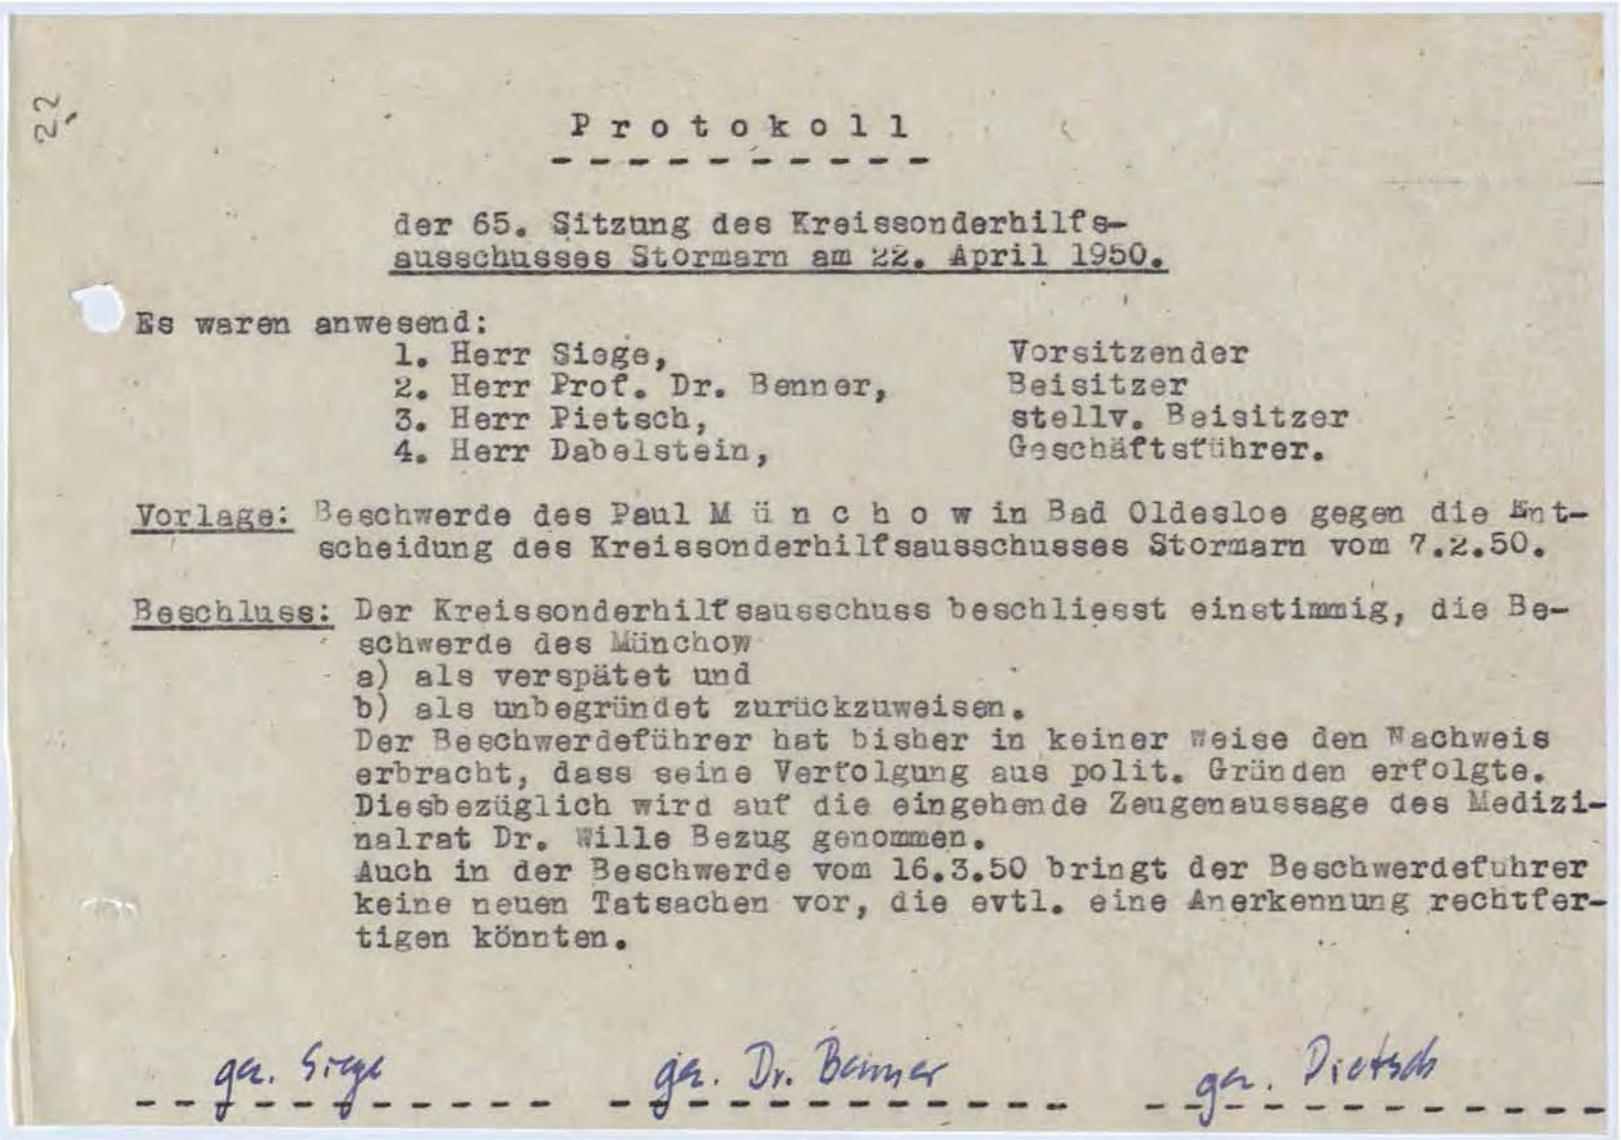 22
P r o t o k o l l
der 65. Sitzung des Kreissonderhilfs-
ausschusses Stormarn am 22. April 1950.
Es waren anwesend:
1. Herr Siege, Vorsitzender
2. Herr Prof. Dr. Benner, Beisitzer
3. Herr Pietsch, stellv. Beisitzer
4. Herr Dabelstein, Geschäftsführer.
Vorlage: Beschwerde des Paul M ü n c h o w in Bad Oldesloe gegen die Ent-
scheidung des Kreissonderhilfsausschusses Stormarn vom 7.2.50.
Beschluss: Der Kreissonderhilfsausschuss beschliesst einstimmig, die Be-
schwerde des Münchow
a) als verspätet und
b) als unbegründet zurückzuweisen.
Der Beschwerdeführer hat bisher in keiner Weise den Nachweis
erbracht, dass seine Verfolgung aus polit. Gründen erfolgte.
Diesbezüglich wird auf die eingehende Zeugenaussage des Medizi-
nalrat Dr. Wille Bezug genommen.
Auch in der Beschwerde vom 16.3.50 bringt der Beschwerdefuhrer
keine neuen Tatsachen vor, die evtl. eine Anerkennung rechtfer-
tigen könnten.
gez. Siege gez. Dr. Benner gez. Pietsch